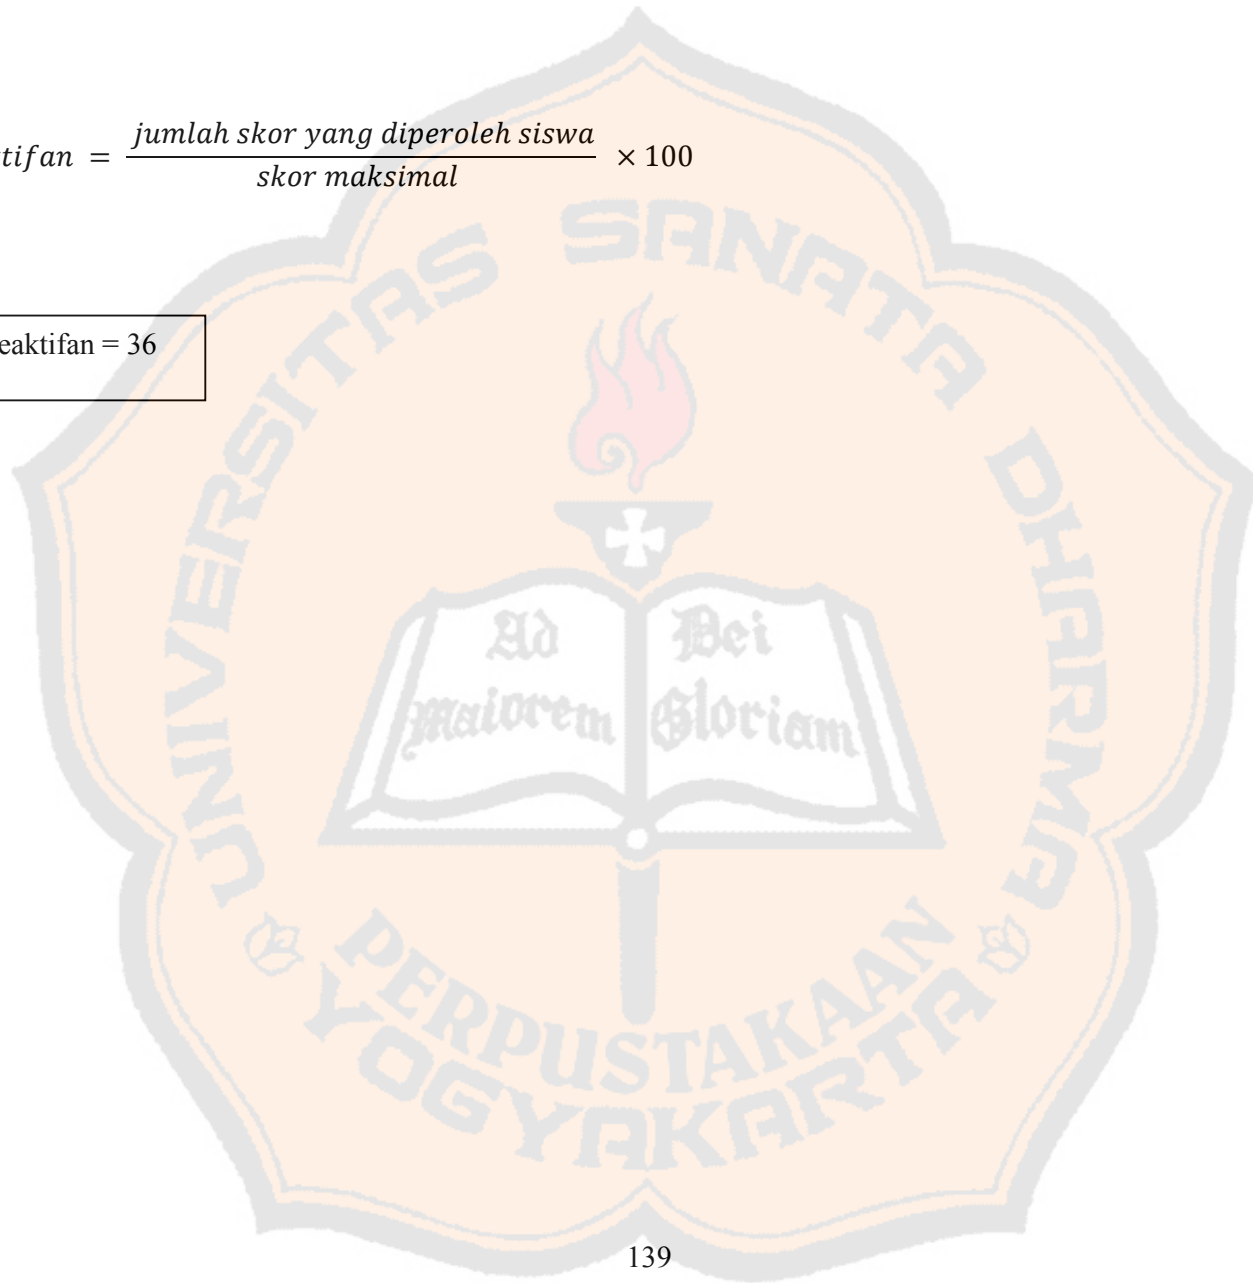 tifan = jumlah skor yang diperoleh siswa / skor maksimal × 100
eaktifan = 36
UNIVERSITAS SANATA DHARMA
Ad Dei
Maiorem Gloriam
PERPUSTAKAAN
YOGYAKARTA
139